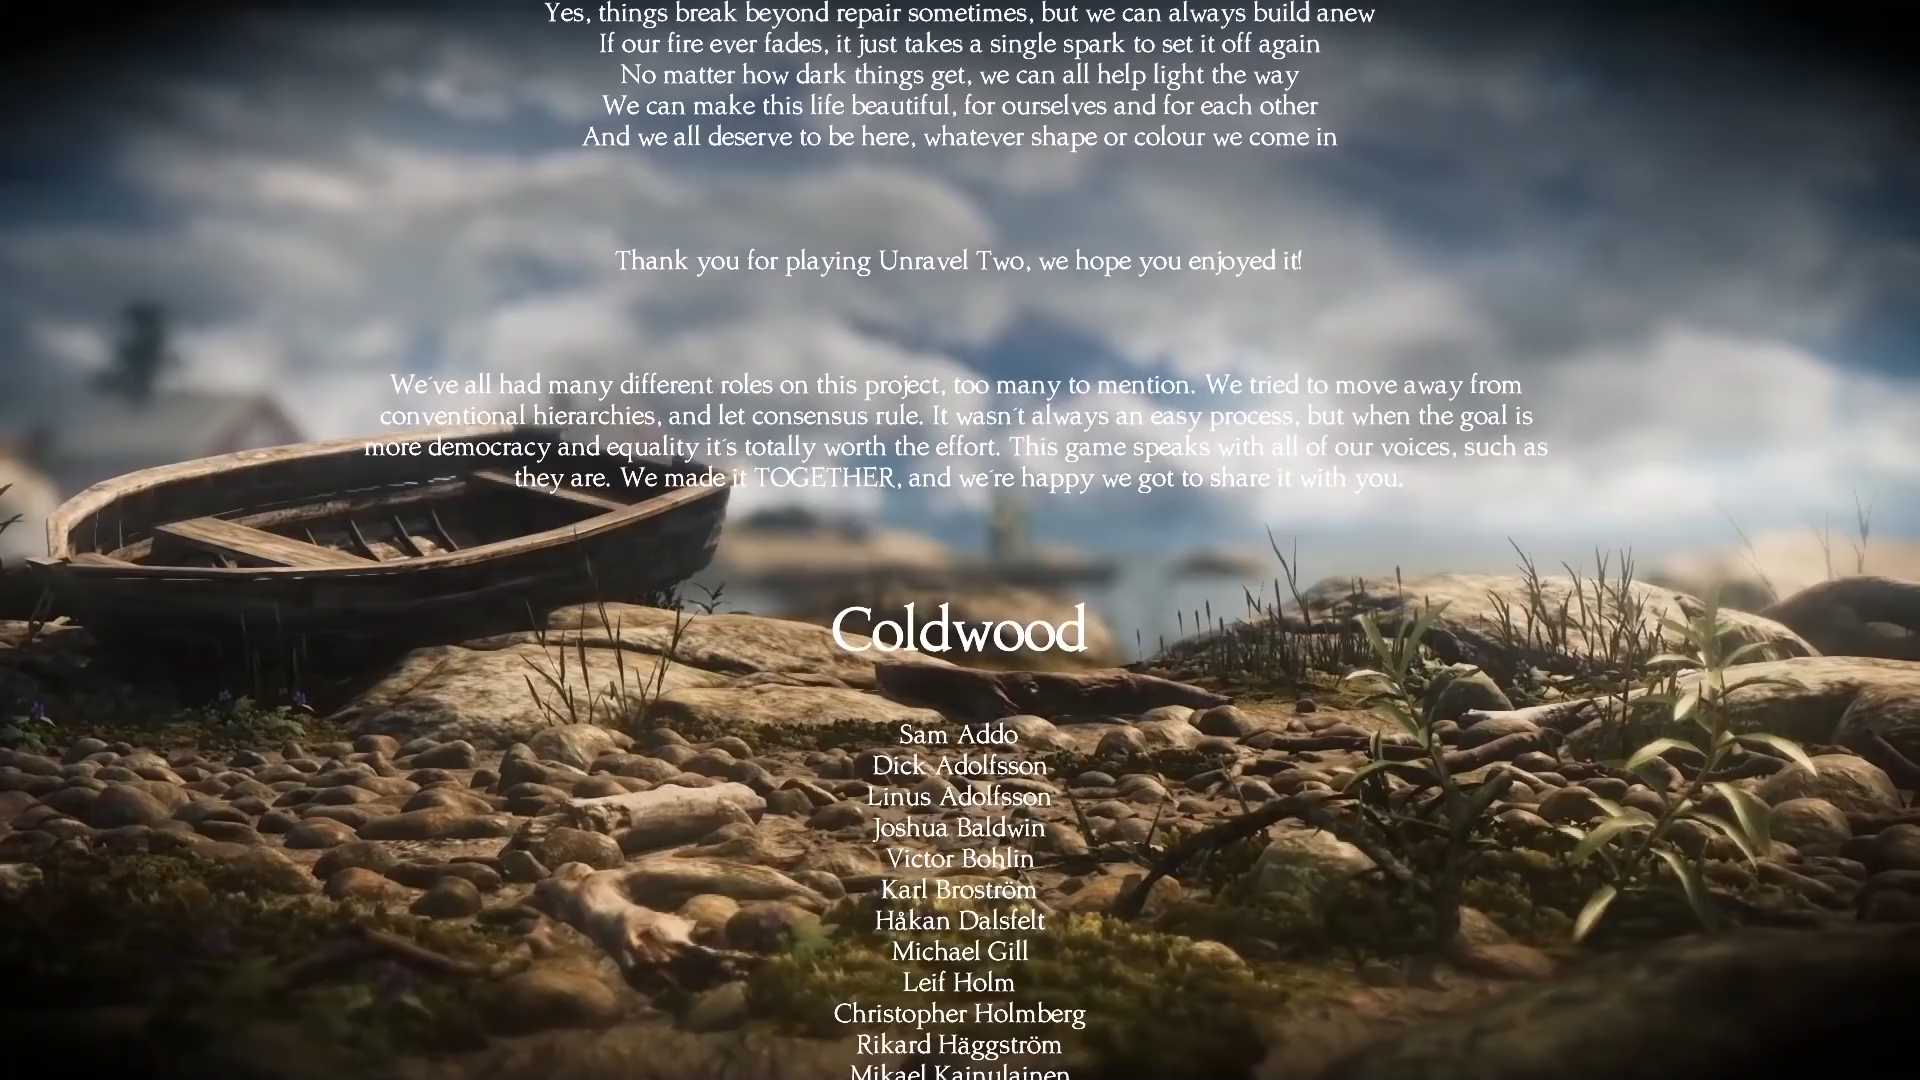 Yes, things break beyond repair sometimes, but we can always build anew
If our fire ever fades, it just takes a single spark to set it off again
No matter how dark things get, we can all help light the way
We can make this life beautiful, for ourselves and for each other
And we all deserve to be here, whatever shape or colour we come in
Thank you for playing Unravel Two, we hope you enjoyed it!
We´ve all had many different roles on this project, too many to mention. We tried to move away from
conventional hierarchies, and let consensus rule. It wasn´t always an easy process, but when the goal is
more democracy and equality it´s totally worth the effort. This game speaks with all of our voices, such as
they are. We made it TOGETHER, and we´re happy we got to share it with you.
Coldwood
Sam Addo
Dick Adolfsson
Linus Adolfsson
Joshua Baldwin
Victor Bohlin
Karl Broström
Håkan Dalsfelt
Michael Gill
Leif Holm
Christopher Holmberg
Rikard Häggström
Mikael Kainulainen